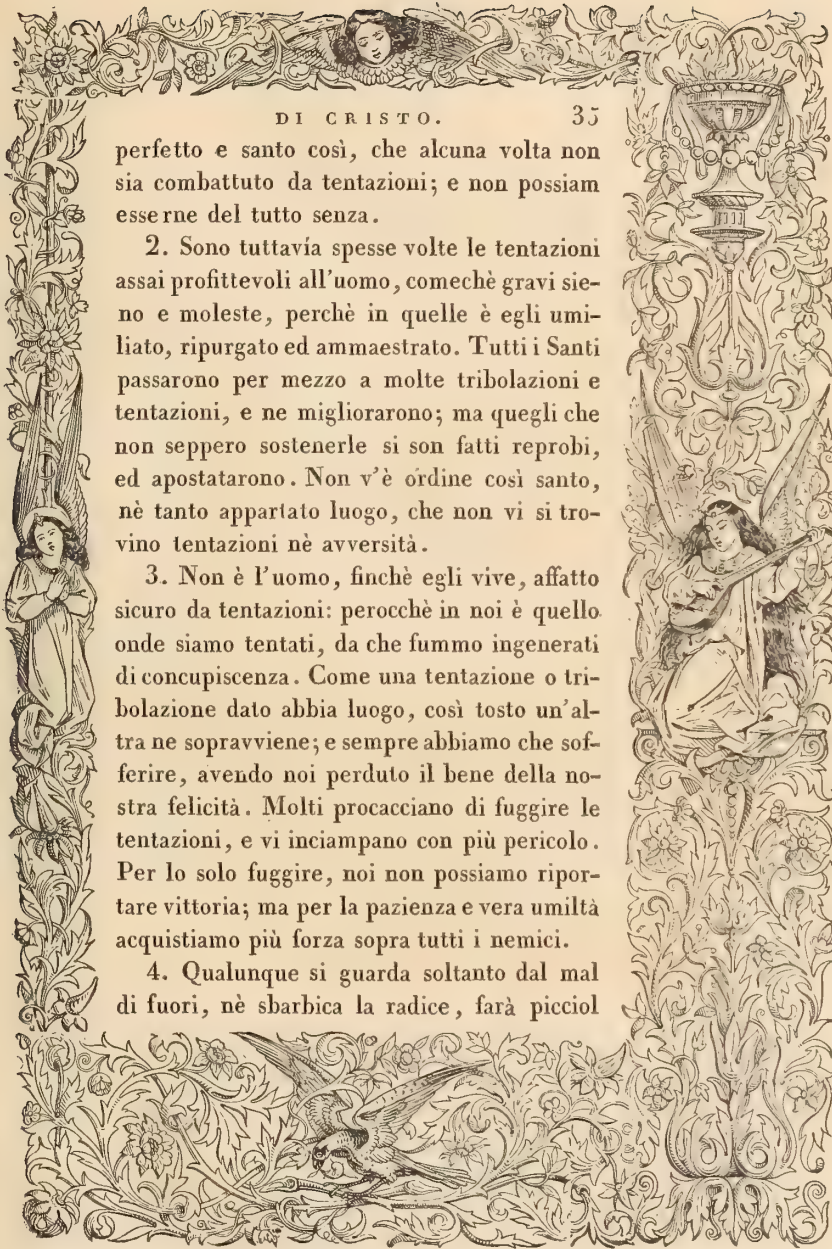 DI CRISTO. 35
perfetto e santo così, che alcuna volta non
sia combattuto da tentazioni; e non possiam
esserne del tutto senza.
2. Sono tuttavía spesse volte le tentazioni
assai profittevoli all'uomo, comechè gravi sie-
no e moleste, perchè in quelle è egli umi-
liato, ripurgato ed ammaestrato. Tutti i Santi
passarono per mezzo a molte tribolazioni e
tentazioni, e ne migliorarono; ma quegli che
non seppero sostenerle si son fatti reprobi,
ed apostatarono. Non v'è ordine così santo,
nè tanto appartato luogo, che non vi si tro-
vino tentazioni nè avversità.
3. Non è l'uomo, finchè egli vive, affatto
sicuro da tentazioni: perocchè in noi è quello
onde siamo tentati, da che fummo ingenerati
di concupiscenza. Come una tentazione o tri-
bolazione dato abbia luogo, così tosto un'al-
tra ne sopravviene; e sempre abbiamo che sof-
ferire, avendo noi perduto il bene della no-
stra felicità. Molti procacciano di fuggire le
tentazioni, e vi inciampano con più pericolo.
Per lo solo fuggire, noi non possiamo ripor-
tare vittoria; ma per la pazienza e vera umiltà
acquistiamo più forza sopra tutti i nemici.
4. Qualunque si guarda soltanto dal mal
di fuori, nè sbarbica la radice, farà picciol